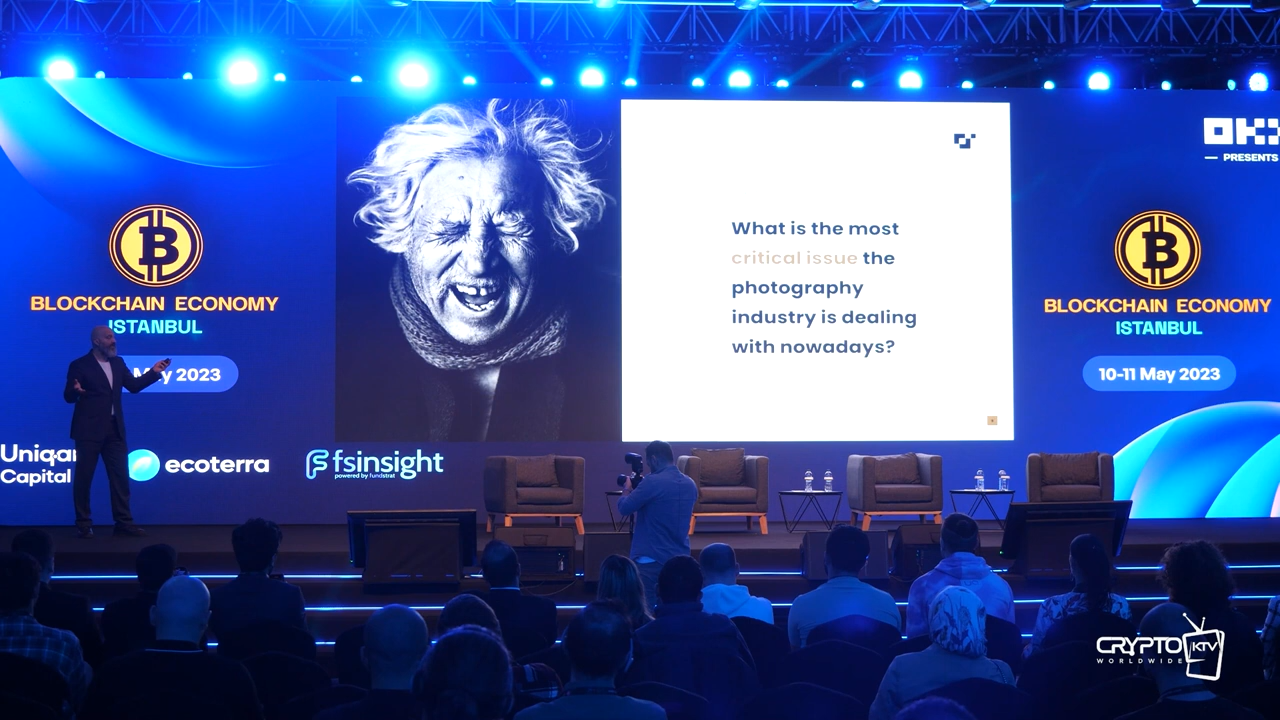 BLOCKCHAIN ECONOMY
ISTANBUL
May 2023
Capital
ecoterra
fsinsight
powered by fundstrat
What is the most
critical issue the
photography
industry is dealing
with nowadays?
PRESENTS
BLOCKCHAIN ECONOMY
ISTANBUL
10-11 May 2023
CRYPTO KTV
WORLDWIDE